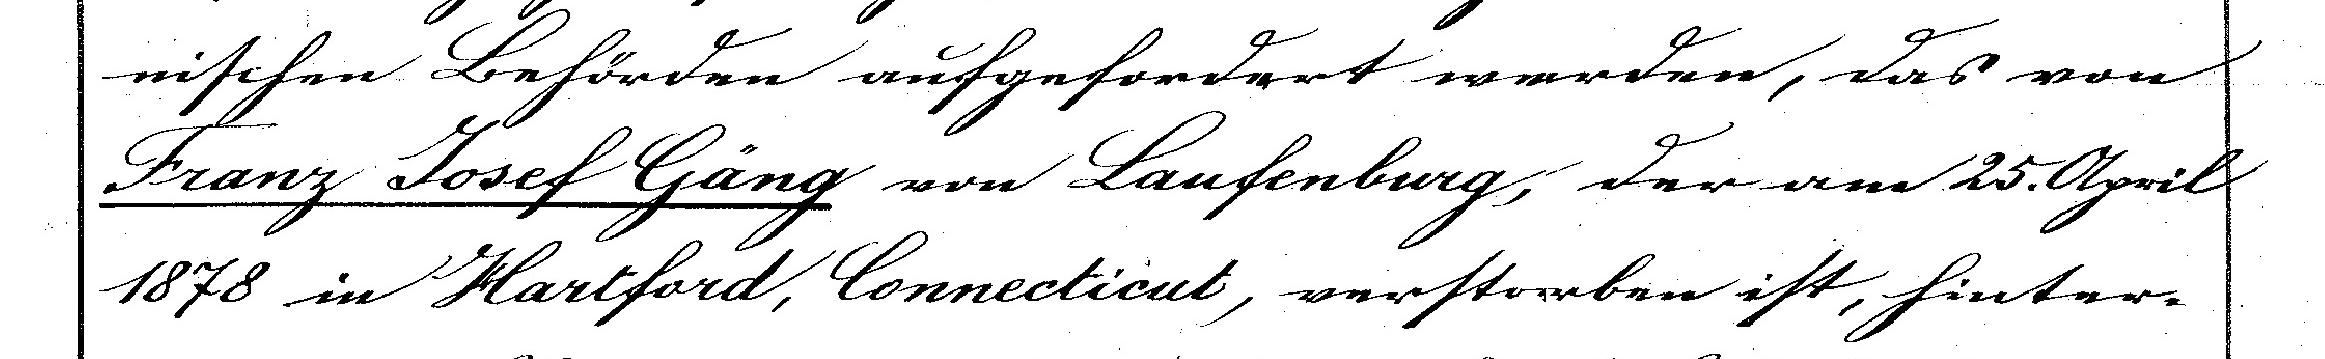 nischen Behörden aufgefordert werden, das von
Franz Josef Gäng von Laufenburg, der am 25. April
1878 in Hartford, Connecticut, verstorben ist, hinter-